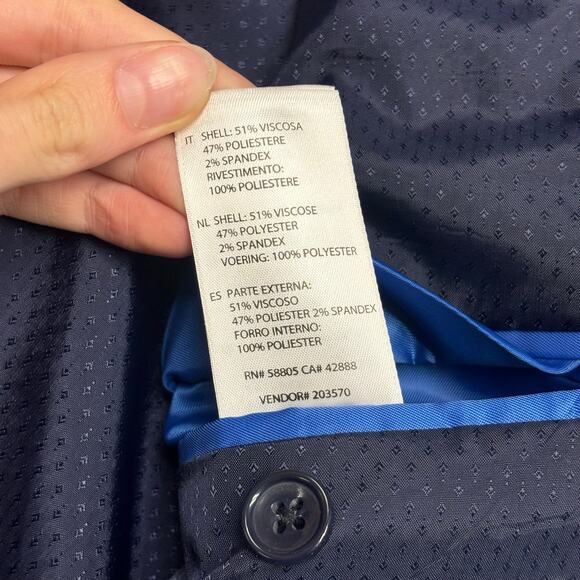 IT SHELL: 51% VISCOSA
47% POLIESTERE
2% SPANDEX
RIVESTIMENTO:
100% POLIESTERE
NL SHELL: 51% VISCOSE
47% POLYESTER
2% SPANDEX
VOERING: 100% POLYESTER
ES PARTE EXTERNA:
51% VISCOSO
47% POLIESTER 2% SPANDEX
FORRO INTERNO:
100% POLIESTER
RN# 58805 CA# 42888
VENDOR# 203570